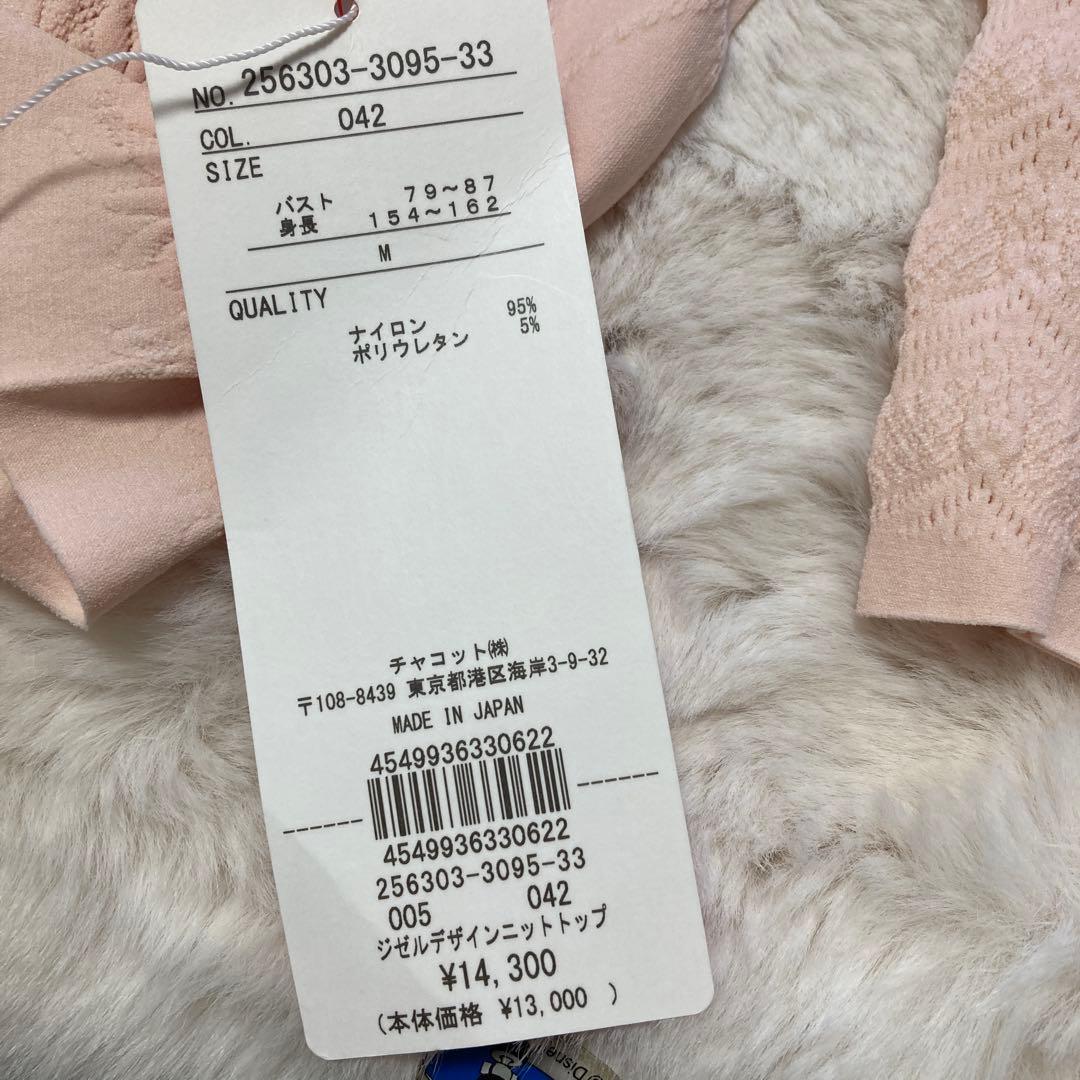 NO. 256303-3095-33
COL. 042
SIZE
バスト 79～87
身長 154～162
M
QUALITY
ナイロン 95%
ポリウレタン 5%
チャコット㈱
〒108-8439 東京都港区海岸3-9-32
MADE IN JAPAN
4549936330622
4549936330622
256303-3095-33
005 042
ジゼルデザインニットトップ
¥14,300
(本体価格 ¥13,000 )
©Disne